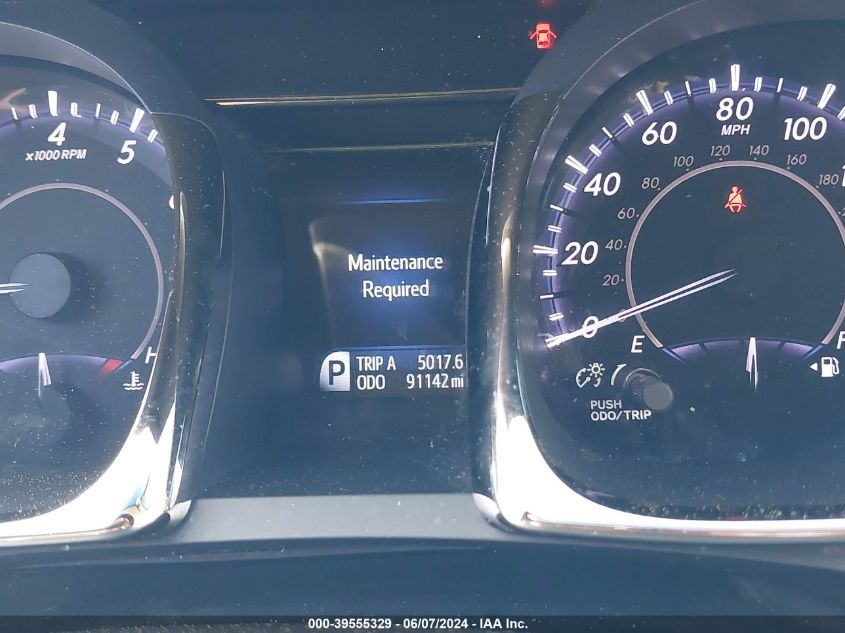 4
5
x1000 RPM
H
Maintenance
Required
P
TRIP A 5017.6
ODO 91142 mi
0
20
40
60
80
100
MPH
20
40
60
80
100
120
140
160
180
E
PUSH
ODO/TRIP
000-39555329 - 06/07/2024 - IAA Inc.